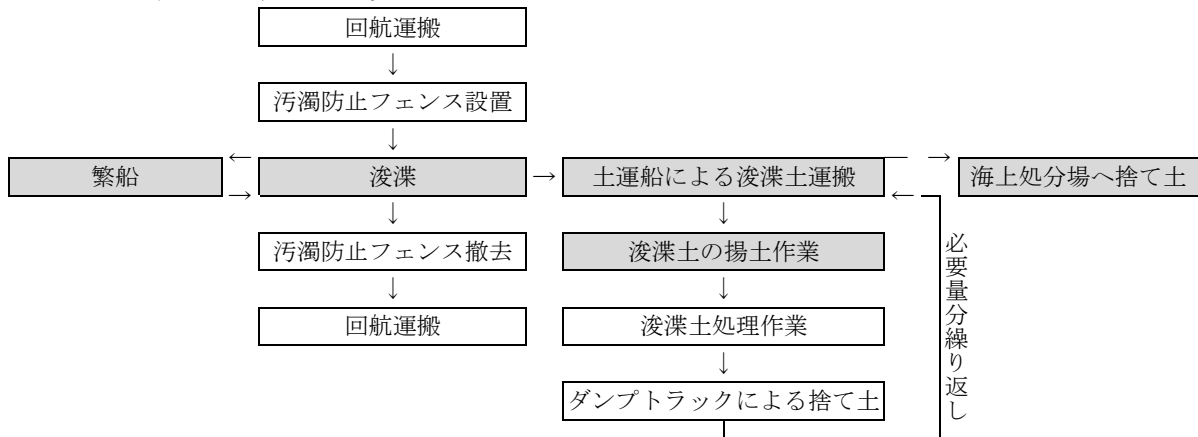 回航運搬
↓
汚濁防止フェンス設置
↓
繁船 ← → 浚渫 → 土運船による浚渫土運搬 → ← 海上処分場へ捨て土
↓ ↓
汚濁防止フェンス撤去 浚渫土の揚土作業
↓ ↓
回航運搬 浚渫土処理作業
↓
ダンプトラックによる捨て土
必要量分繰り返し